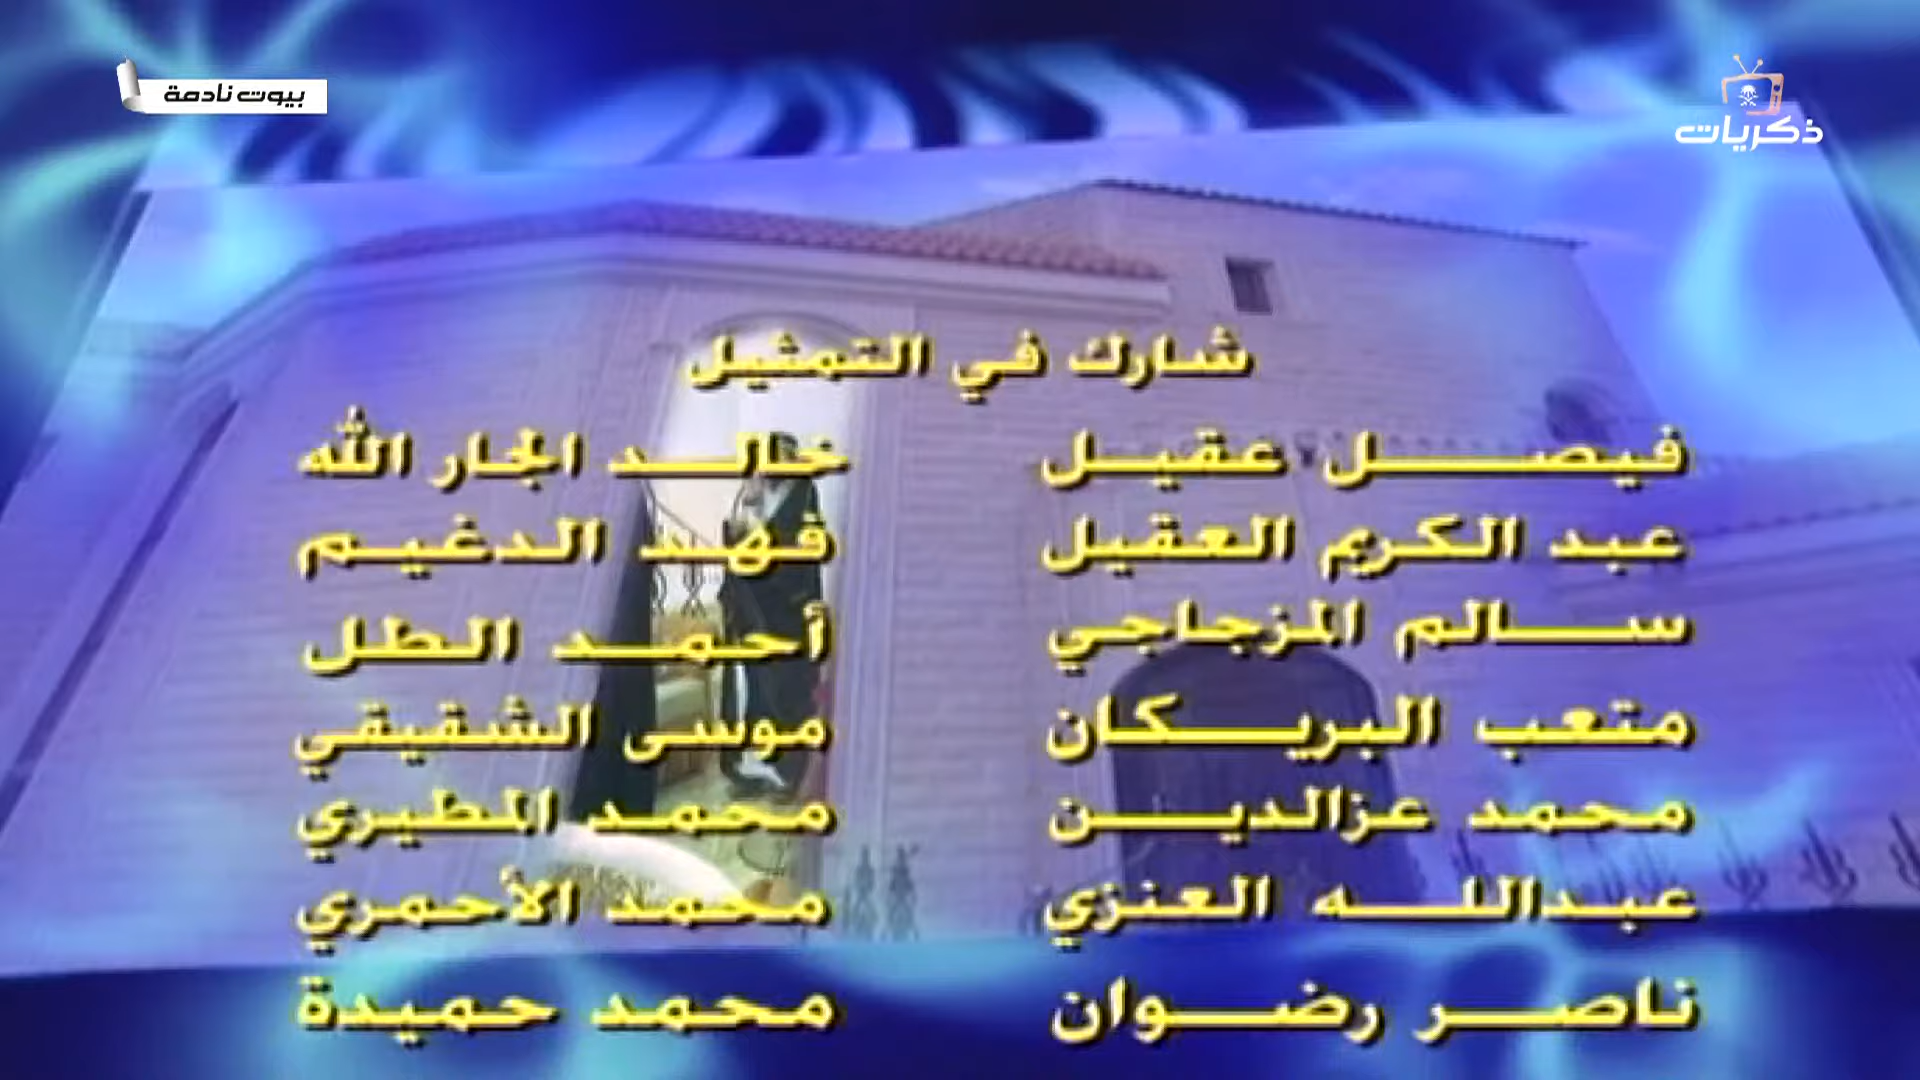 بيوت نادمة
ذكريات
شارك في التمثيل
فيصل عقيل خالد الجار الله
عبد الكريم العقيل فهد الدغيم
سالم المزجاجي أحمد الطل
متعب البريكان موسى الشقيقي
محمد عزالدين محمد المطيري
عبدالله العنزي محمد الأحمري
ناصر رضوان محمد حميدة